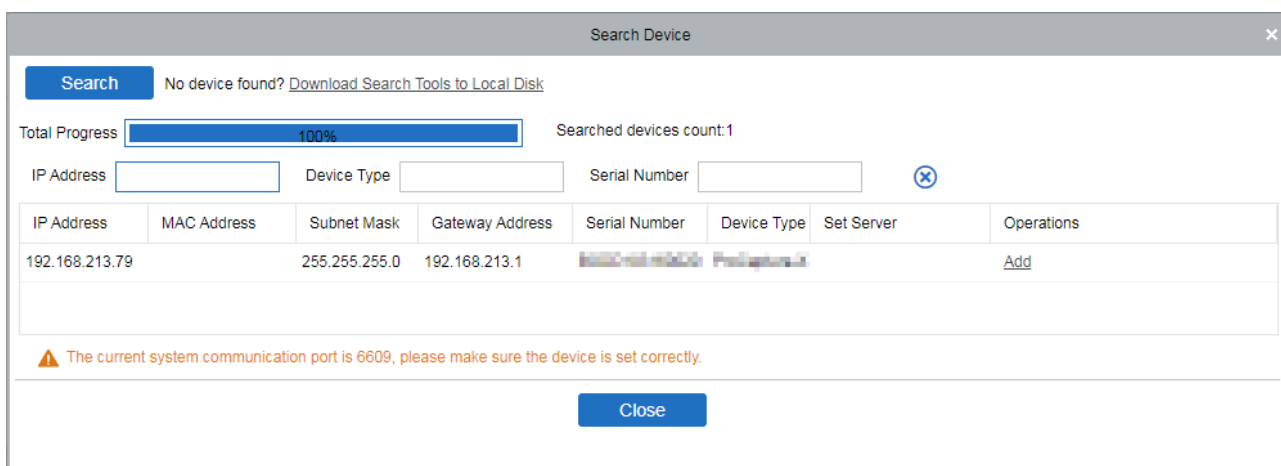 Search Device
Search No device found? Download Search Tools to Local Disk
Total Progress 100% Searched devices count:1
IP Address Device Type Serial Number
IP Address MAC Address Subnet Mask Gateway Address Serial Number Device Type Set Server Operations
192.168.213.79 255.255.255.0 192.168.213.1 Add
The current system communication port is 6609, please make sure the device is set correctly.
Close